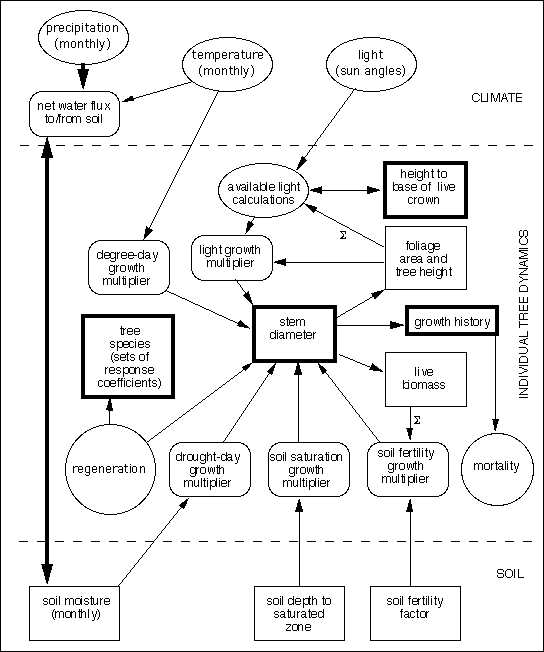 precipitation
(monthly)
temperature
(monthly)
light
(sun angles)
net water flux
to/from soil
CLIMATE
available light
calculations
height to
base of live
crown
Σ
degree-day
growth
multiplier
light growth
multiplier
foliage
area and
tree height
INDIVIDUAL TREE DYNAMICS
tree
species
(sets of
response
coefficients)
stem
diameter
growth history
live
biomass
Σ
regeneration
drought-day
growth
multiplier
soil saturation
growth
multiplier
soil fertility
growth
multiplier
mortality
SOIL
soil moisture
(monthly)
soil depth to
saturated
zone
soil fertility
factor